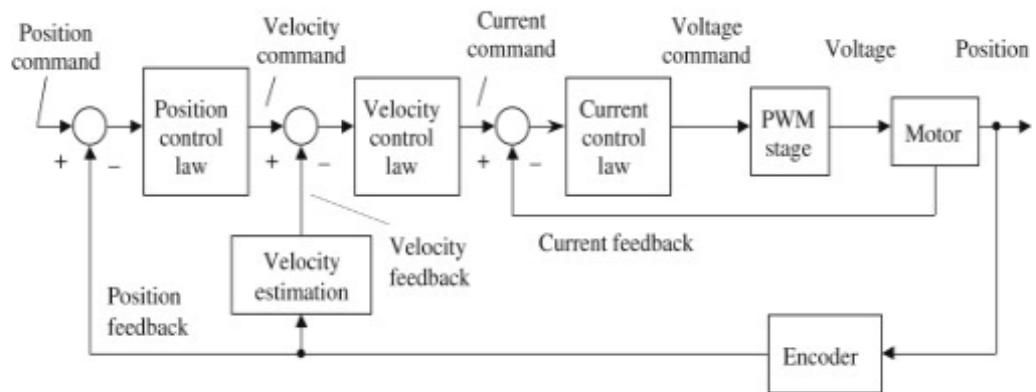 Position
command
Velocity
command
Current
command
Voltage
command
Voltage
Position
Position
control
law
Velocity
control
law
Current
control
law
PWM
stage
Motor
+
−
+
−
+
−
Velocity
estimation
Velocity
feedback
Current feedback
Position
feedback
Encoder